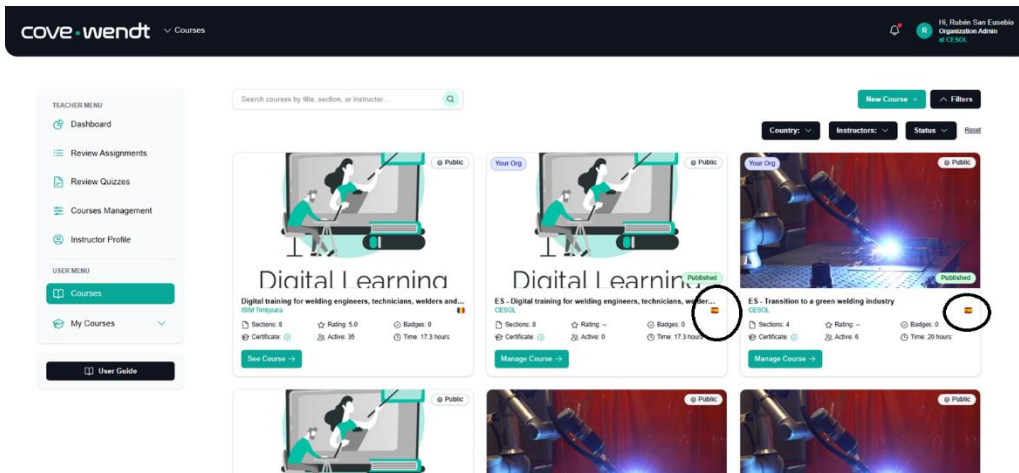 cove·wendt
Courses
Hi, Rubén San Eusebio
Organization Admin
at CESOL
R
TEACHER MENU
Dashboard
Review Assignments
Review Quizzes
Courses Management
Instructor Profile
USER MENU
Courses
My Courses
User Guide
Search courses by title, section, or instructor...
New Course +
Filters
Country:
Instructors:
Status
Reset
Public
Digital Learning
Digital training for welding engineers, technicians, welders and...
ISIM Timișoara
Sections: 8
Rating: 5.0
Badges: 0
Certificate:
Active: 35
Time: 17.3 hours
See Course →
Your Org
Public
Digital Learning
Published
ES - Digital training for welding engineers, technicians, welder...
CESOL
Sections: 8
Rating: --
Badges: 0
Certificate:
Active: 0
Time: 17.3 hours
Manage Course →
Your Org
Public
Published
ES - Transition to a green welding industry
CESOL
Sections: 4
Rating: --
Badges: 0
Certificate:
Active: 6
Time: 20 hours
Manage Course →
Public
Public
Public